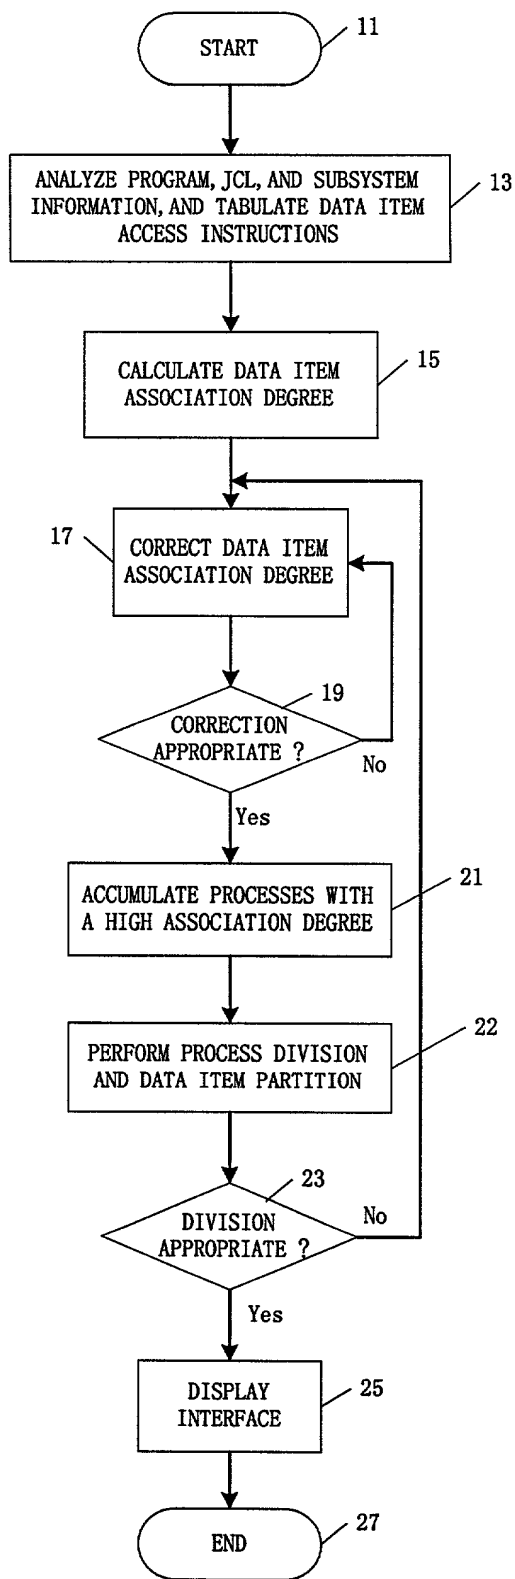 START
11
ANALYZE PROGRAM, JCL, AND SUBSYSTEM
INFORMATION, AND TABULATE DATA ITEM
ACCESS INSTRUCTIONS
13
CALCULATE DATA ITEM
ASSOCIATION DEGREE
15
17
CORRECT DATA ITEM
ASSOCIATION DEGREE
19
CORRECTION
APPROPRIATE ?
No
Yes
ACCUMULATE PROCESSES WITH
A HIGH ASSOCIATION DEGREE
21
PERFORM PROCESS DIVISION
AND DATA ITEM PARTITION
22
23
DIVISION
APPROPRIATE ?
No
Yes
DISPLAY
INTERFACE
25
END
27